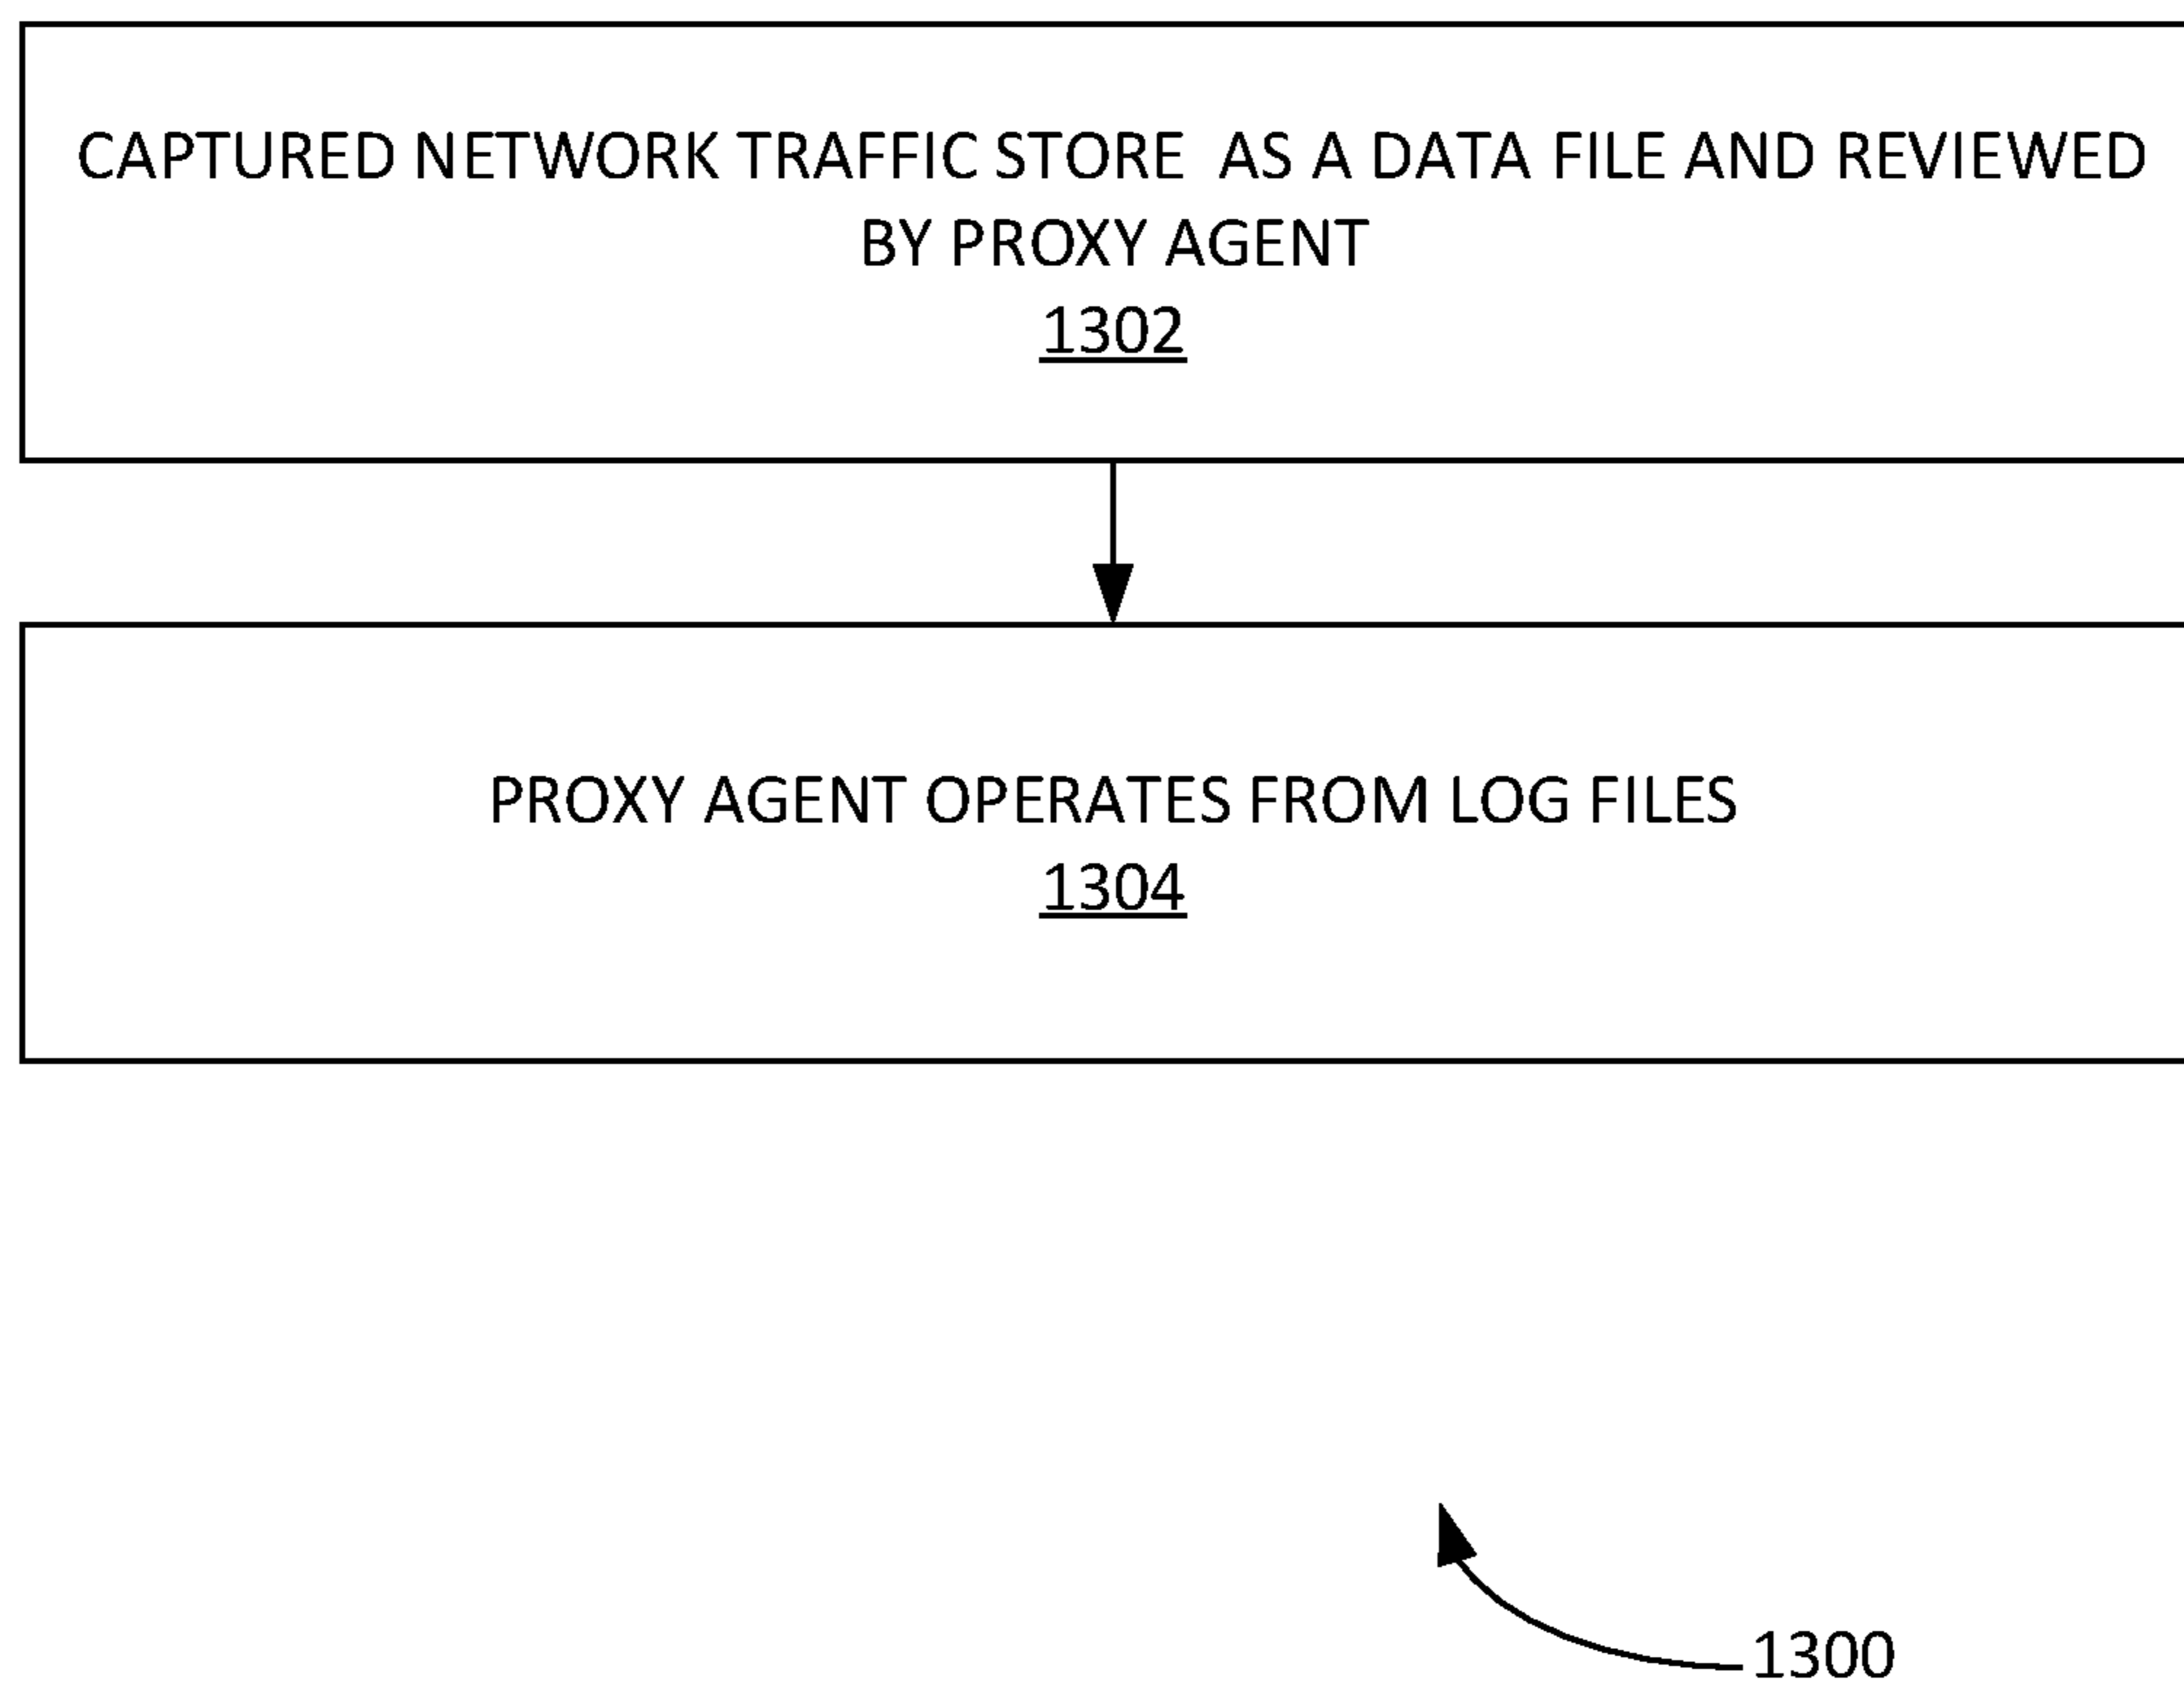 CAPTURED NETWORK TRAFFIC STORE  AS A DATA FILE AND REVIEWED
BY PROXY AGENT
1302
PROXY AGENT OPERATES FROM LOG FILES
1304
1300